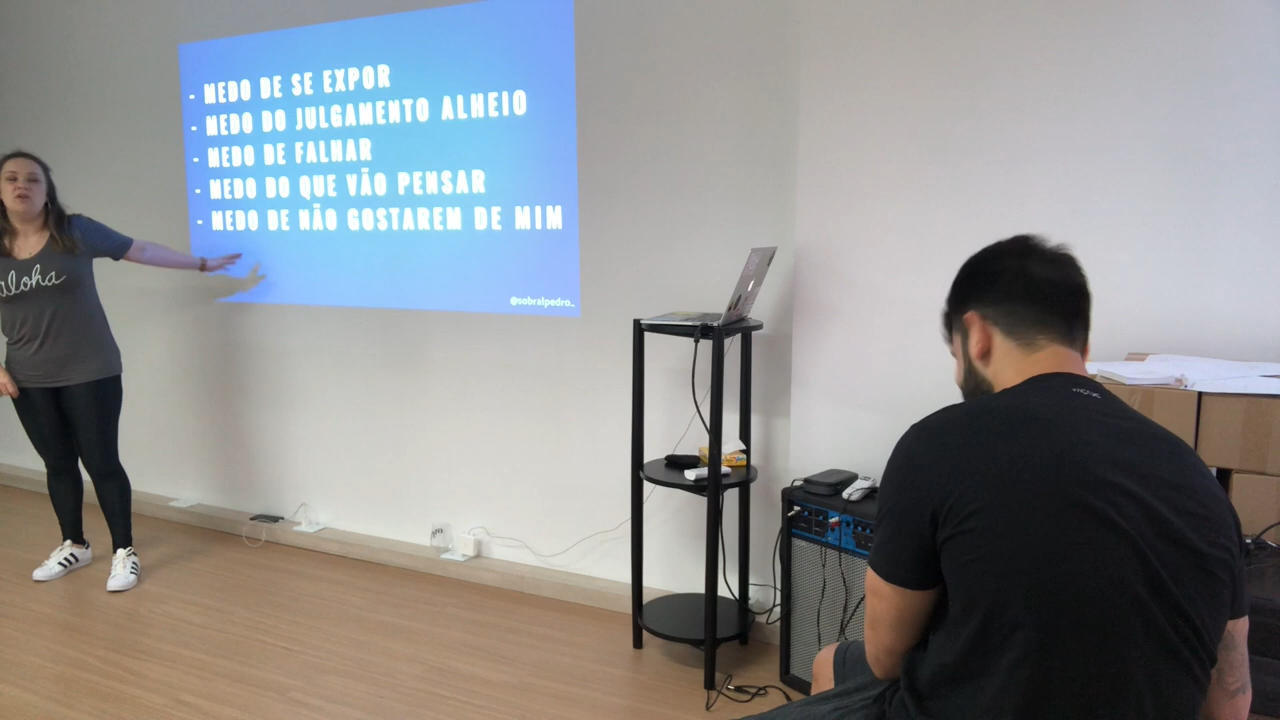 - MEDO DE SE EXPOR
- MEDO DO JULGAMENTO ALHEIO
- MEDO DE FALHAR
- MEDO DO QUE VÃO PENSAR
- MEDO DE NÃO GOSTAREM DE MIM
@sobralpedro_
aloha